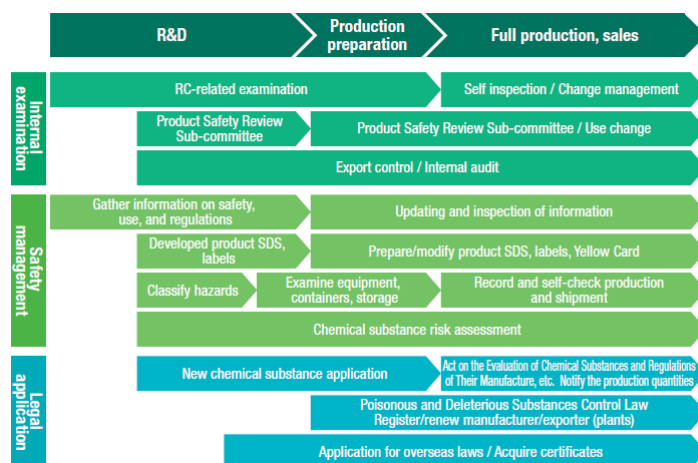 R&D
Production
preparation
Full production, sales
Internal
examination
RC-related examination
Self inspection / Change management
Product Safety Review
Sub-committee
Product Safety Review Sub-committee / Use change
Export control / Internal audit
Safety
management
Gather information on safety,
use, and regulations
Updating and inspection of information
Developed product SDS,
labels
Prepare/modify product SDS, labels, Yellow Card
Classify hazards
Examine equipment,
containers, storage
Record and self-check production
and shipment
Chemical substance risk assessment
Legal
application
New chemical substance application
Act on the Evaluation of Chemical Substances and Regulations
of Their Manufacture, etc. Notify the production quantities
Poisonous and Deleterious Substances Control Law
Register/renew manufacturer/exporter (plants)
Application for overseas laws / Acquire certificates